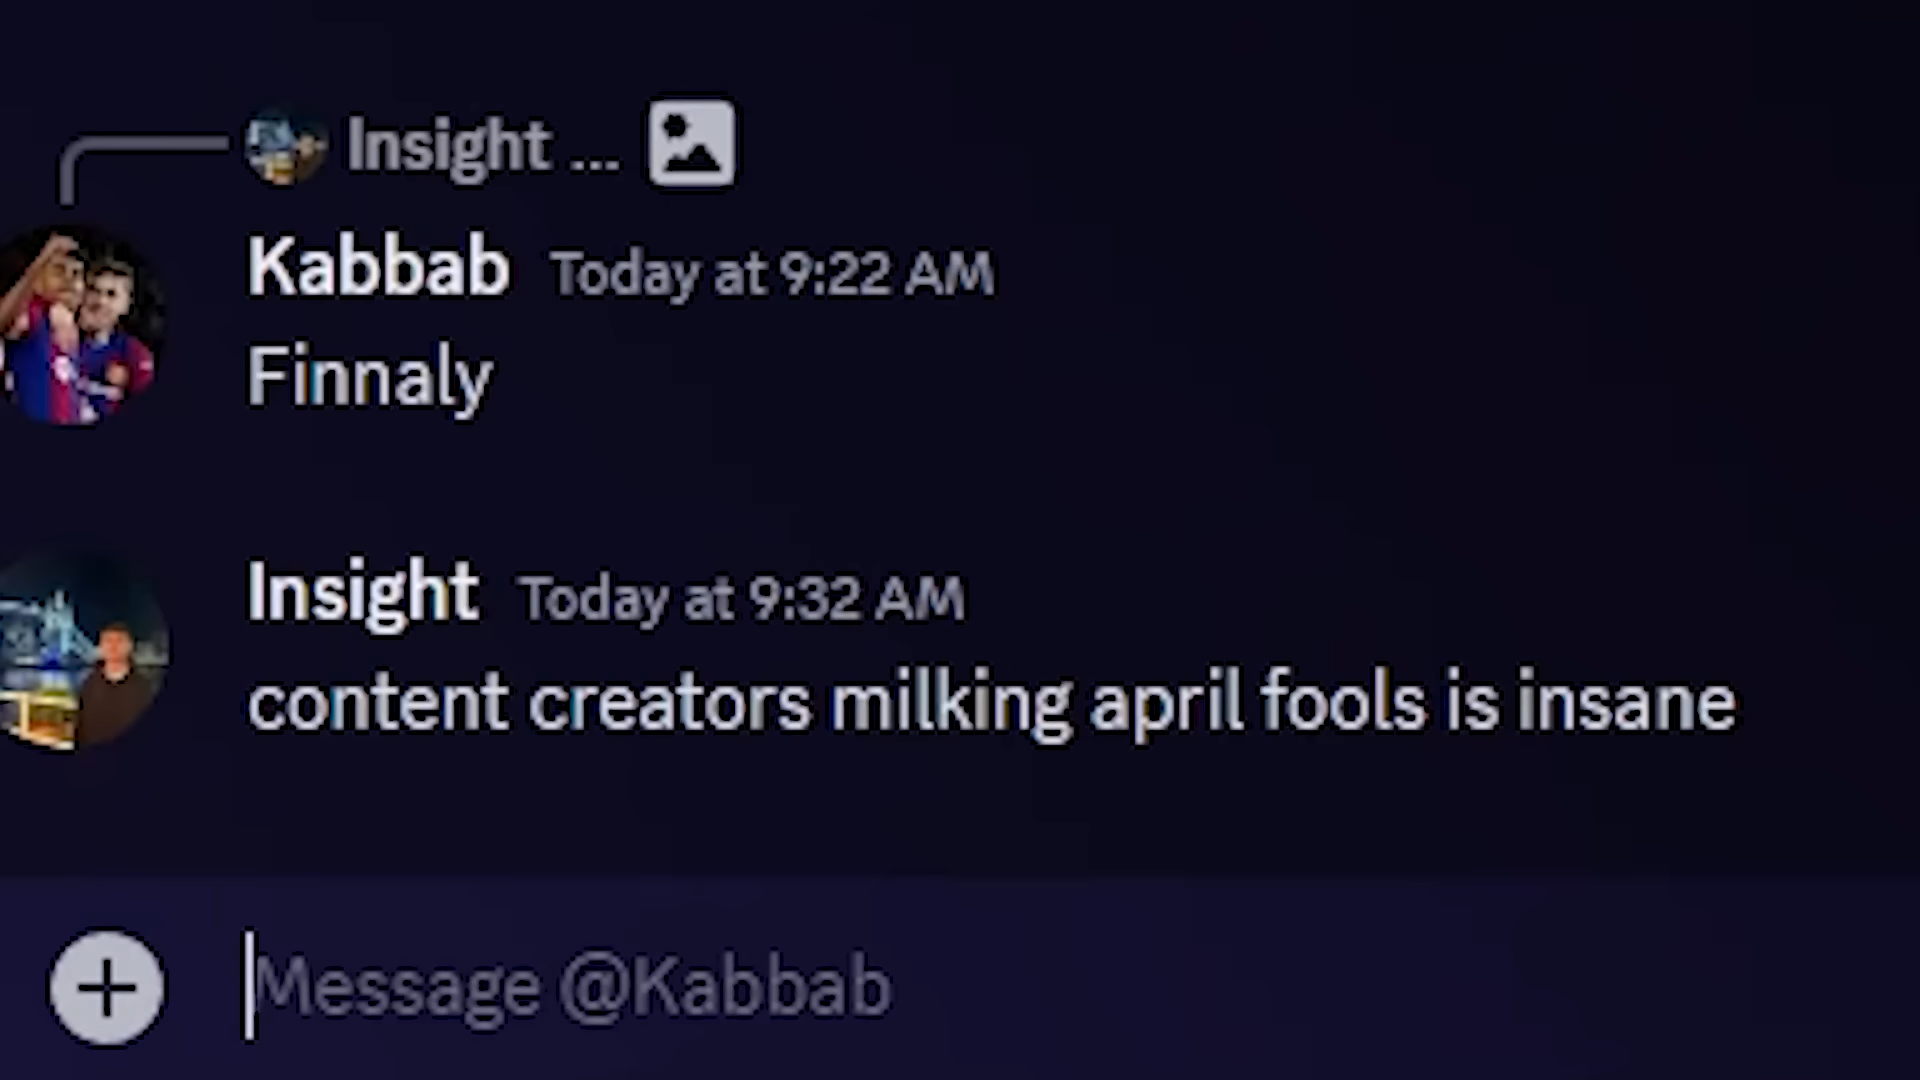 Insight ...
Kabbab Today at 9:22 AM
Finnaly
Insight Today at 9:32 AM
content creators milking april fools is insane
Message @Kabbab